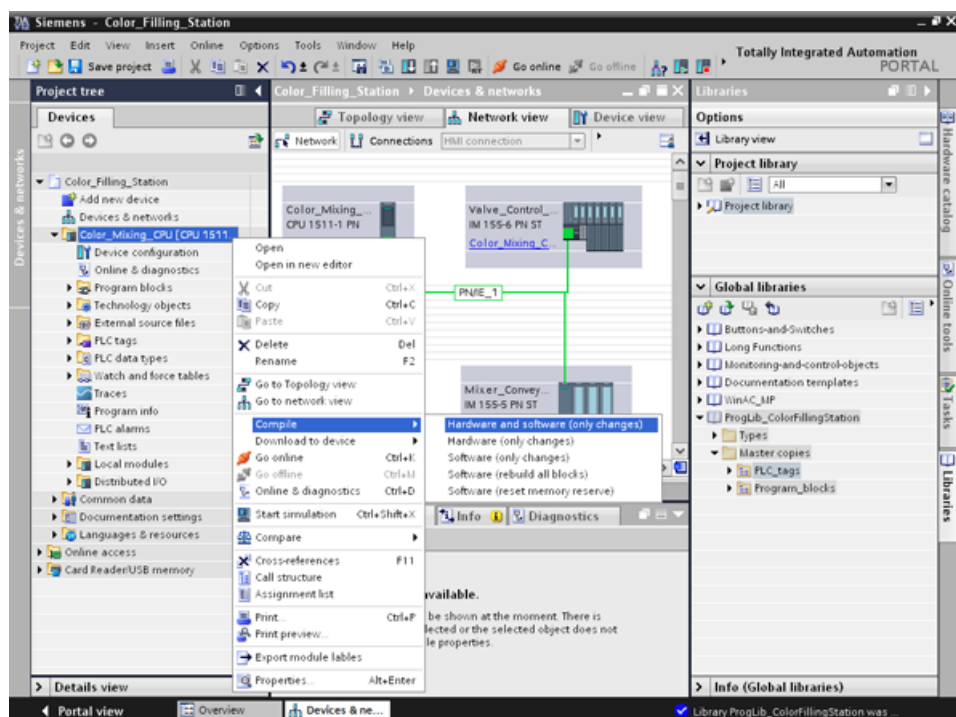 Siemens - Color_Filling_Station
Project Edit View Insert Online Options Tools Window Help
Save project
Go online
Go offline
Totally Integrated Automation
PORTAL
Project tree
Devices
Devices & networks
Color_Filling_Station
Add new device
Devices & networks
Color_Mixing_CPU [CPU 1511...
Device configuration
Online & diagnostics
Program blocks
Technology objects
External source files
PLC tags
PLC data types
Watch and force tables
Traces
Program info
PLC alarms
Text lists
Local modules
Distributed I/O
Common data
Documentation settings
Languages & resources
Online access
Card Reader/USB memory
Details view
Color_Filling_Station Devices & networks
Topology view
Network view
Device view
Network
Connections
HMI connection
Color_Mixing_...
CPU 1511-1 PN
Valve_Control_...
IM 155-6 PN ST
Color_Mixing_C...
PN/IE_1
Mixer_Convey...
IM 155-5 PN ST
Open
Open in new editor
Cut Ctrl+X
Copy Ctrl+C
Paste Ctrl+V
Delete Del
Rename F2
Go to Topology view
Go to network view
Compile
Download to device
Go online Ctrl+K
Go offline Ctrl+M
Online & diagnostics Ctrl+D
Start simulation Ctrl+Shift+X
Compare
Cross-references F11
Call structure
Assignment list
Print... Ctrl+P
Print preview...
Export module lables
Properties... Alt+Enter
Hardware and software (only changes)
Hardware (only changes)
Software (only changes)
Software (rebuild all blocks)
Software (reset memory reserve)
Info
Diagnostics
be shown at the moment. There is
does not
properties.
Libraries
Options
Library view
Project library
All
Project library
Global libraries
Buttons-and-Switches
Long Functions
Monitoring-and-control-objects
Documentation templates
WinAC_MP
ProgLib_ColorFillingStation
Types
Master copies
PLC_tags
Program_blocks
Info (Global libraries)
Hardware catalog
Online tools
Tasks
Libraries
Portal view
Overview
Devices & ne...
Library ProgLib_ColorFillingStation was ...